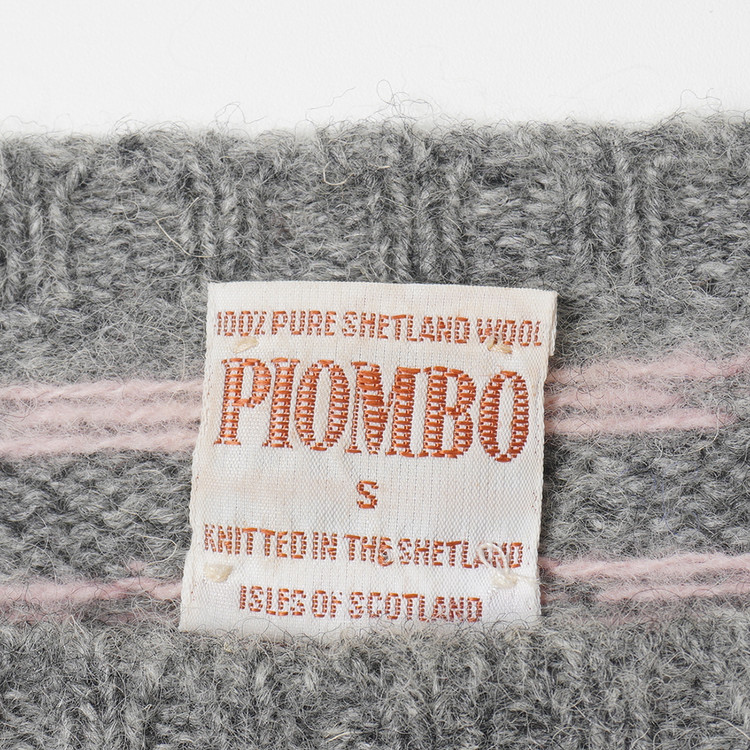 100% PURE SHETLAND WOOL
PIOMBO
S
KNITTED IN THE SHETLAND
ISLES OF SCOTLAND